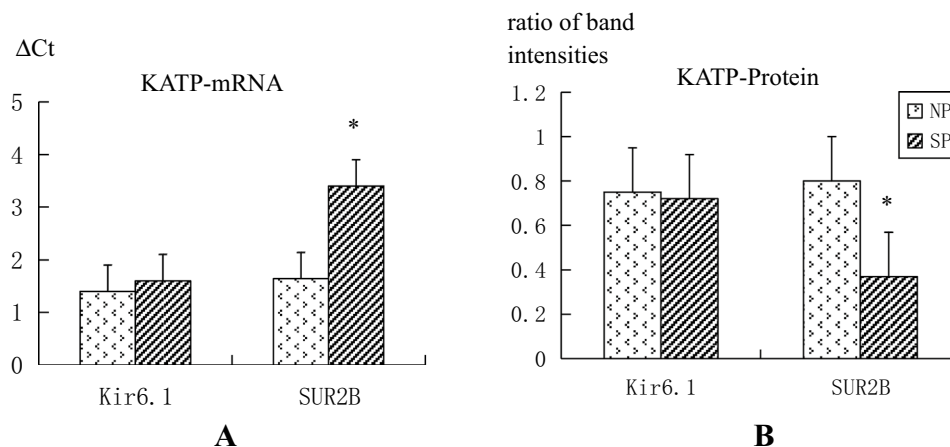 ΔCt
KATP-mRNA
5
4
3
2
1
0
*
Kir6.1 SUR2B
A
ratio of band
intensities
KATP-Protein
1.2
1
0.8
0.6
0.4
0.2
0
*
NP
SP
Kir6.1 SUR2B
B